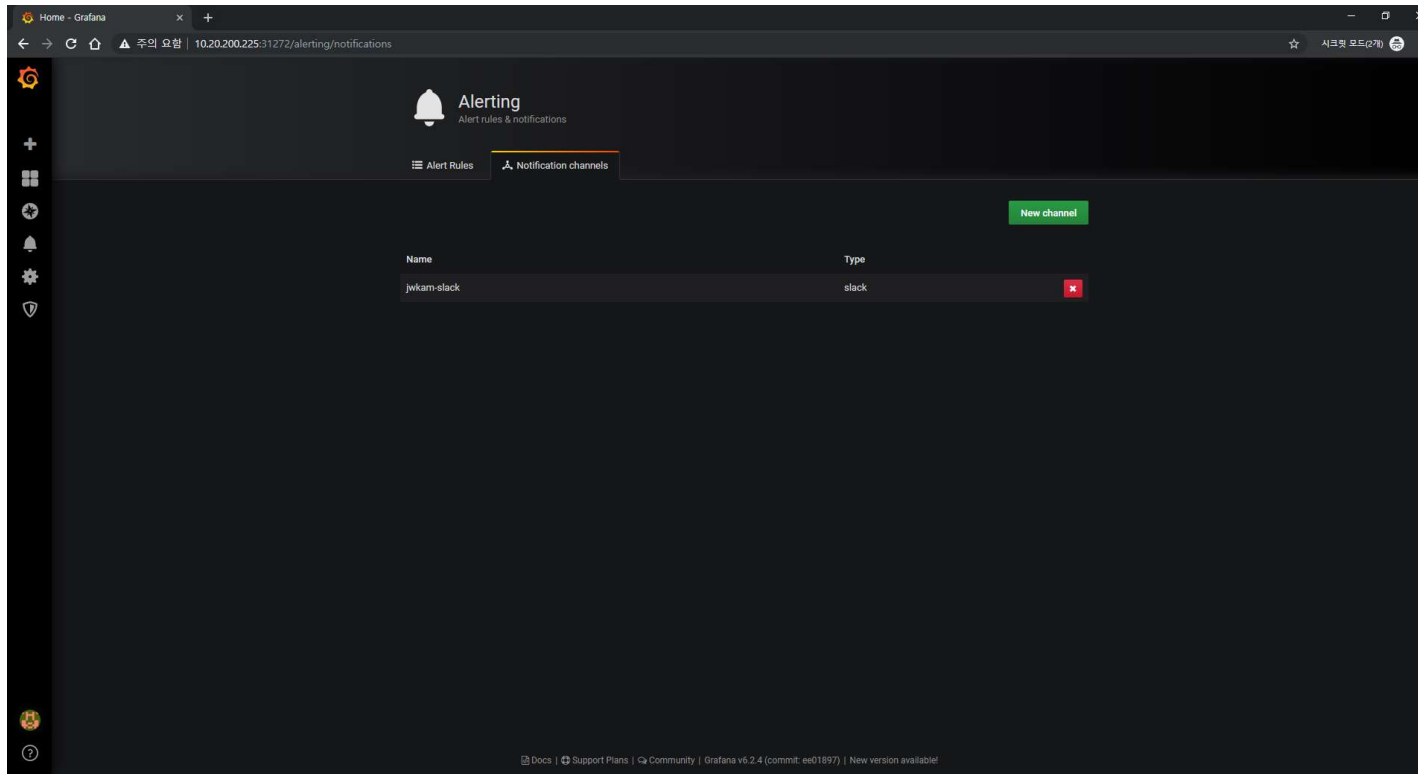 Home - Grafana
주의 요함 | 10.20.200.225:31272/alerting/notifications
시크릿 모드(2개)
Alerting
Alert rules & notifications
Alert Rules
Notification channels
New channel
Name Type
jwkam-slack slack
Docs | Support Plans | Community | Grafana v6.2.4 (commit: ee01897) | New version available!